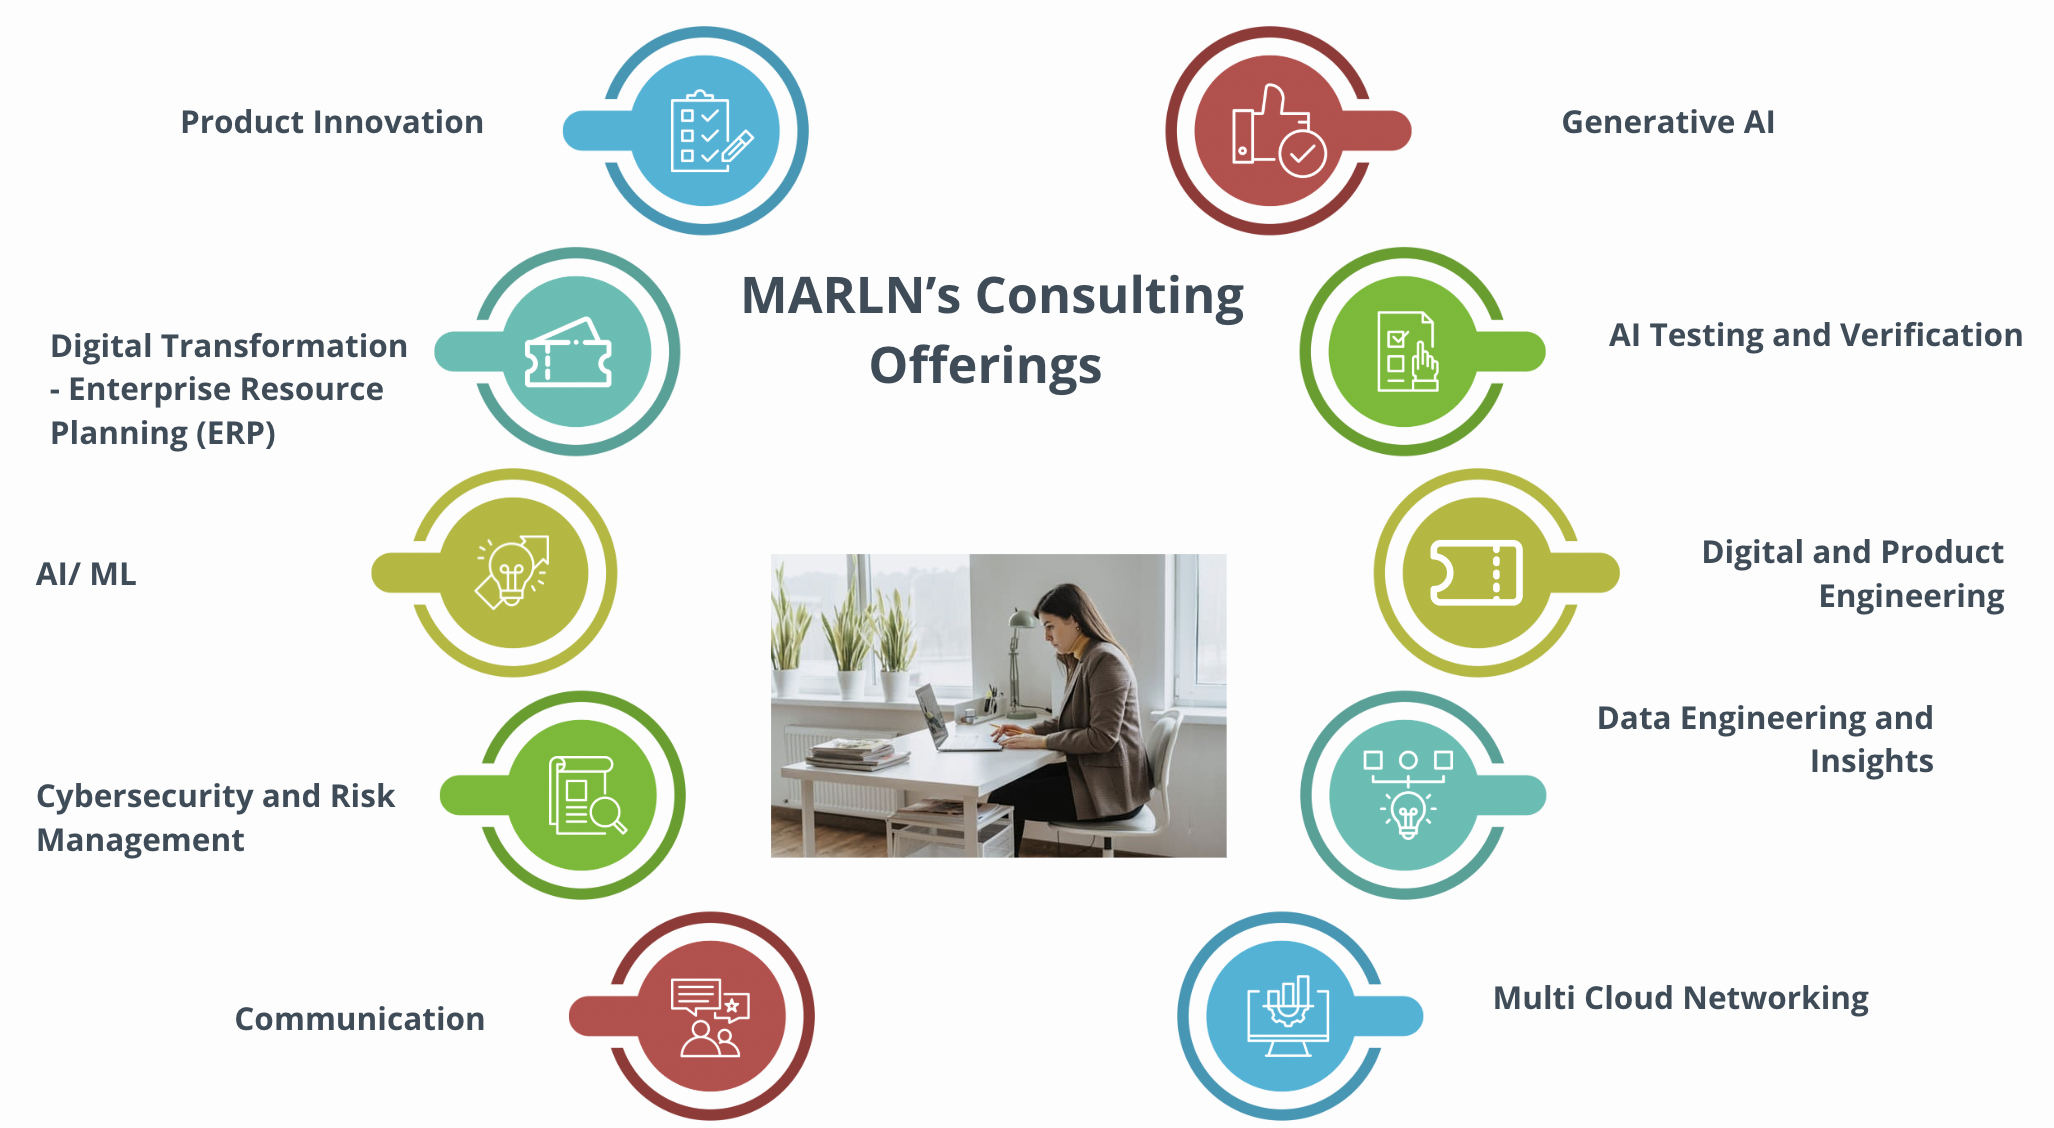 Product Innovation
Generative AI
MARLN’s Consulting
Offerings
Digital Transformation
- Enterprise Resource
Planning (ERP)
AI Testing and Verification
AI/ ML
Digital and Product
Engineering
Cybersecurity and Risk
Management
Data Engineering and
Insights
Communication
Multi Cloud Networking